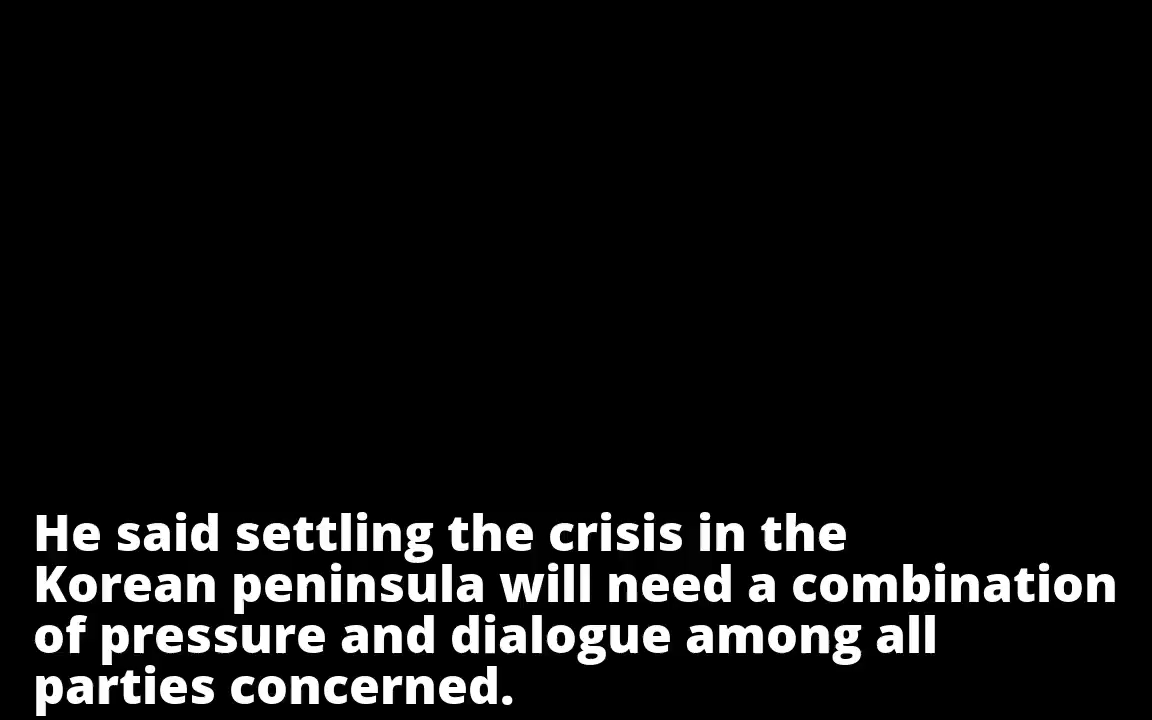 He said settling the crisis in the
Korean peninsula will need a combination
of pressure and dialogue among all
parties concerned.